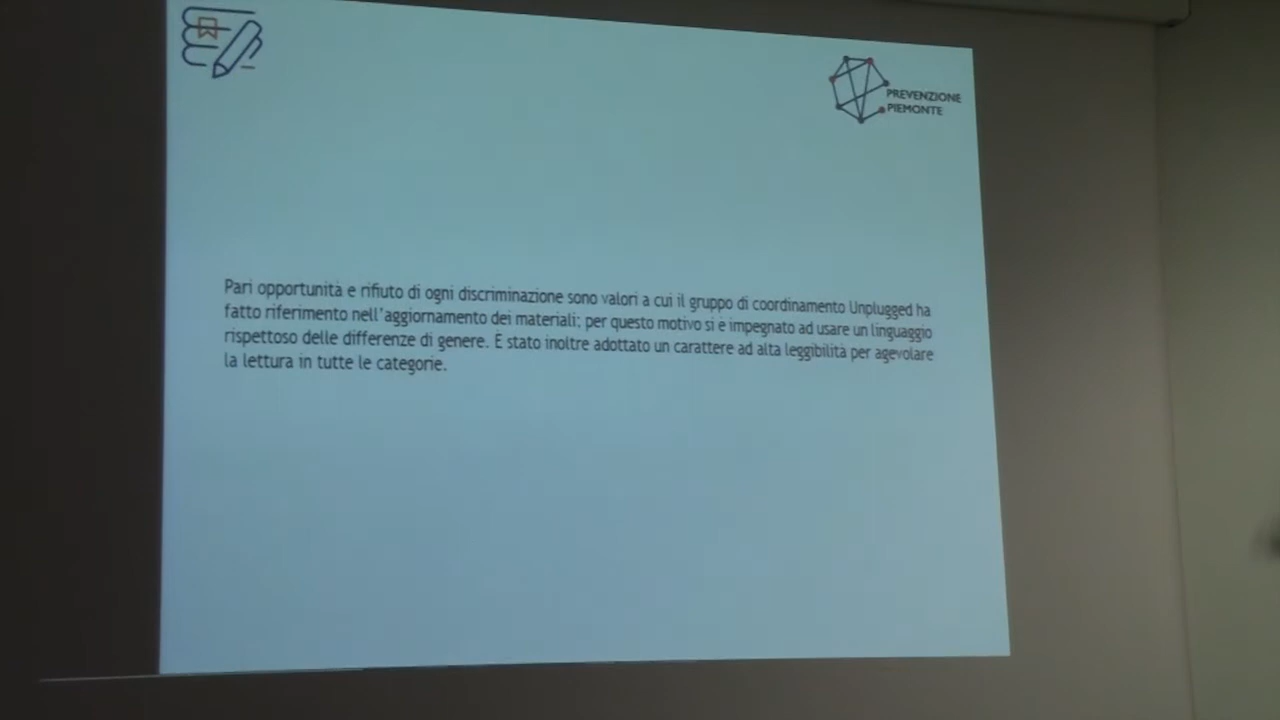 PREVENZIONE
PIEMONTE
Pari opportunità e rifiuto di ogni discriminazione sono valori a cui il gruppo di coordinamento Unplugged ha
fatto riferimento nell'aggiornamento dei materiali; per questo motivo si è impegnato ad usare un linguaggio
rispettoso delle differenze di genere. È stato inoltre adottato un carattere ad alta leggibilità per agevolare
la lettura in tutte le categorie.